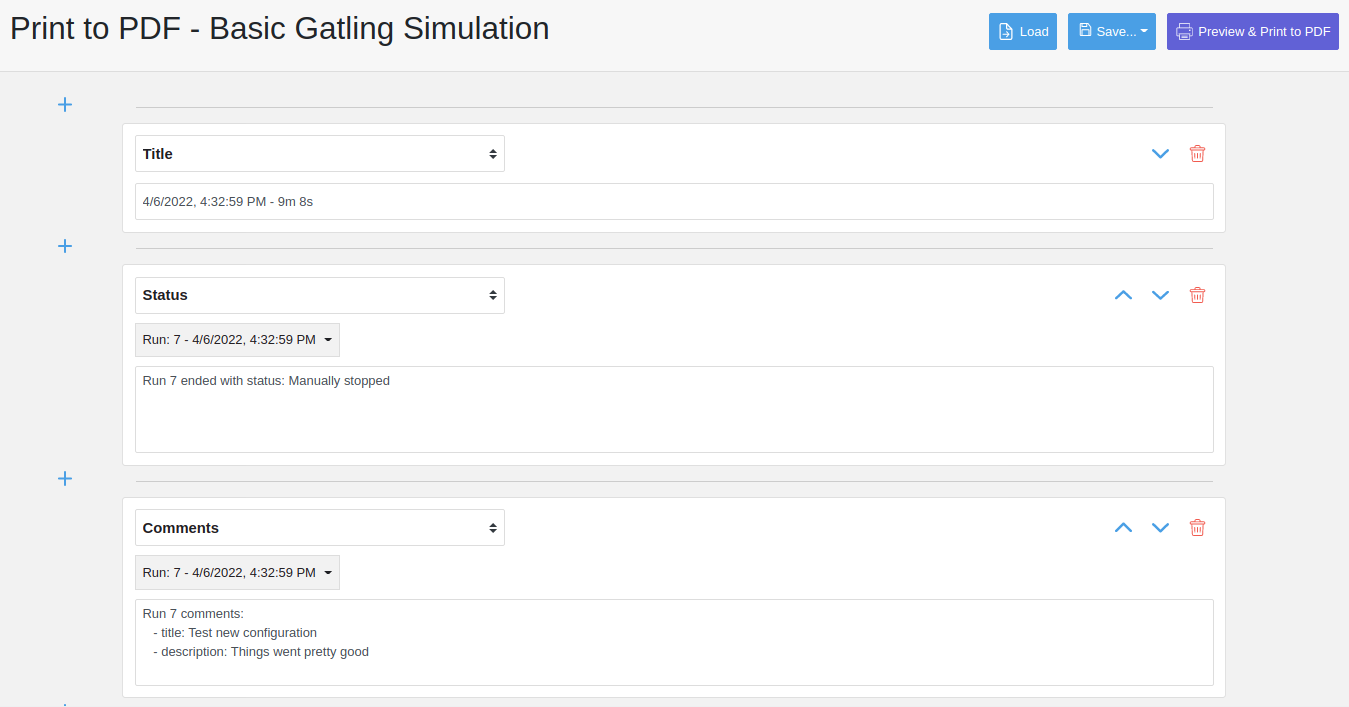 Print to PDF - Basic Gatling Simulation
Load
Save...
Preview & Print to PDF
Title
4/6/2022, 4:32:59 PM - 9m 8s
Status
Run: 7 - 4/6/2022, 4:32:59 PM
Run 7 ended with status: Manually stopped
Comments
Run: 7 - 4/6/2022, 4:32:59 PM
Run 7 comments:
- title: Test new configuration
- description: Things went pretty good